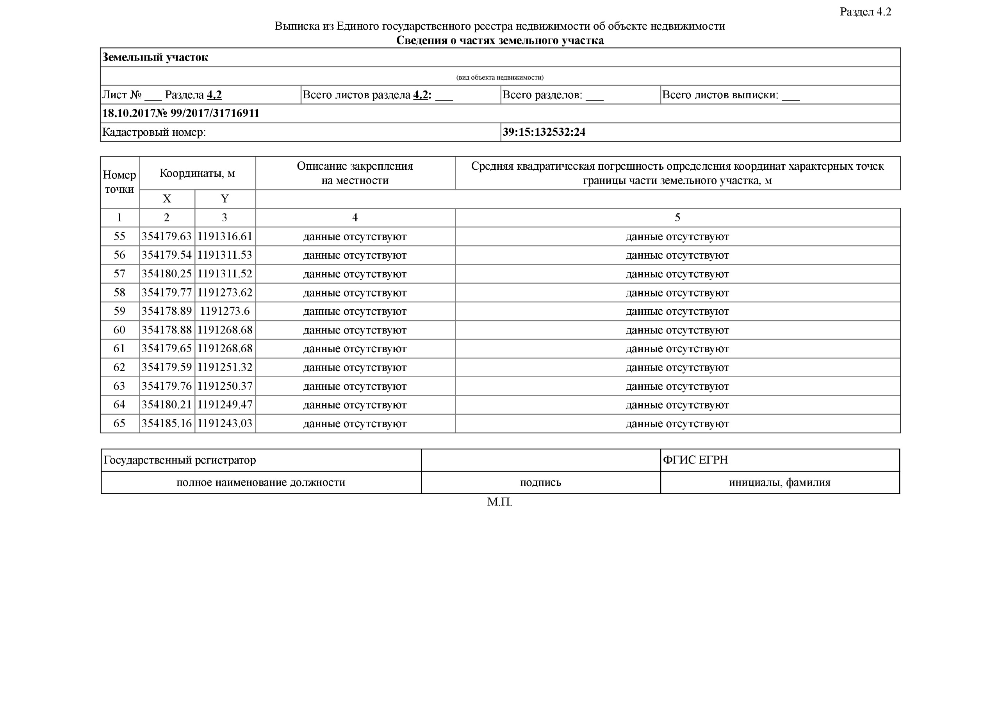 Раздел 4.2
Выписка из Единого государственного реестра недвижимости об объекте недвижимости
Сведения о частях земельного участка
Земельный участок
(вид объекта недвижимости)
Лист № ___ Раздела 4.2 Всего листов раздела 4.2: ___ Всего разделов: ___ Всего листов выписки: ___
18.10.2017№ 99/2017/31716911
Кадастровый номер: 39:15:132532:24
Номер точки Координаты, м Описание закрепления на местности Средняя квадратическая погрешность определения координат характерных точек границы части земельного участка, м
X Y
1 2 3 4 5
55 354179.63 1191316.61 данные отсутствуют данные отсутствуют
56 354179.54 1191311.53 данные отсутствуют данные отсутствуют
57 354180.25 1191311.52 данные отсутствуют данные отсутствуют
58 354179.77 1191273.62 данные отсутствуют данные отсутствуют
59 354178.89 1191273.6 данные отсутствуют данные отсутствуют
60 354178.88 1191268.68 данные отсутствуют данные отсутствуют
61 354179.65 1191268.68 данные отсутствуют данные отсутствуют
62 354179.59 1191251.32 данные отсутствуют данные отсутствуют
63 354179.76 1191250.37 данные отсутствуют данные отсутствуют
64 354180.21 1191249.47 данные отсутствуют данные отсутствуют
65 354185.16 1191243.03 данные отсутствуют данные отсутствуют
Государственный регистратор ФГИС ЕГРН
полное наименование должности подпись инициалы, фамилия
М.П.